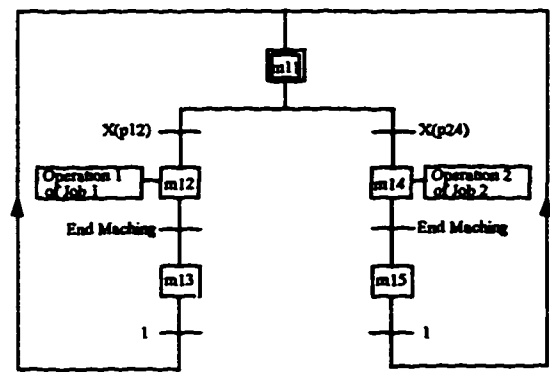 m11
X(p12)
X(p24)
Operation 1
of Job 1
m12
m14
Operation 2
of Job 2
End Maching
End Maching
m13
m15
1
1